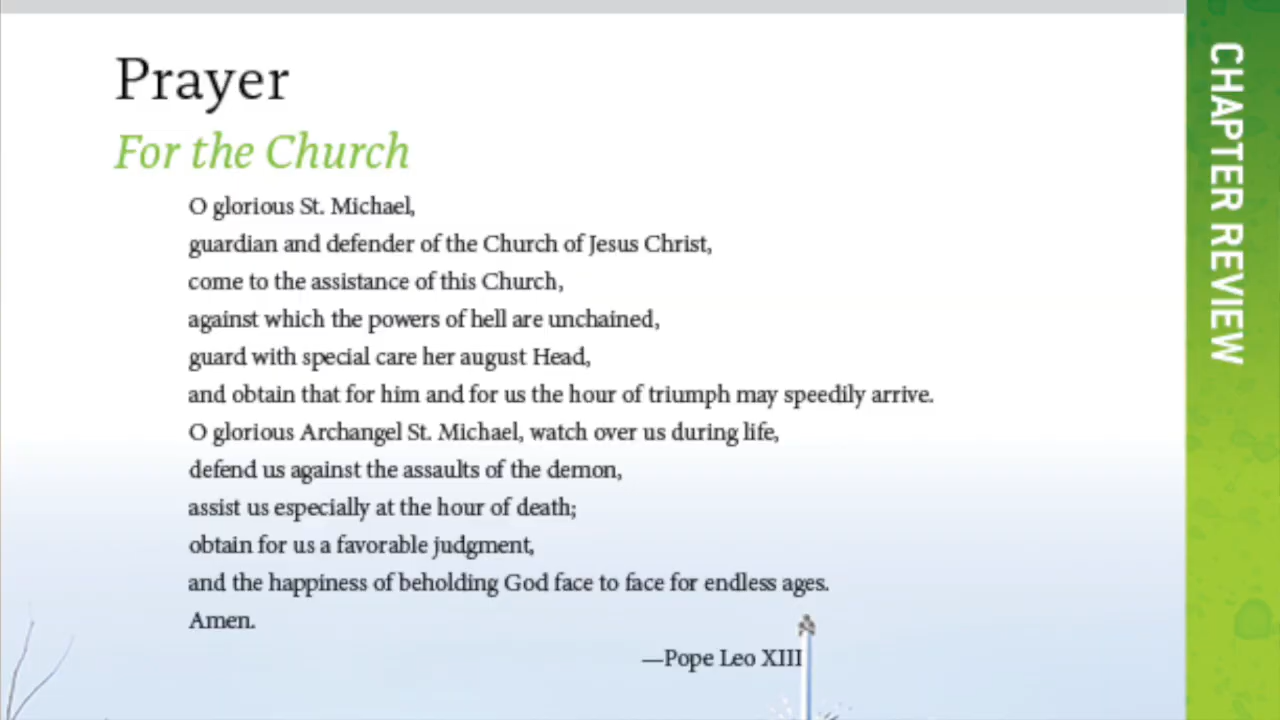 Prayer
For the Church
O glorious St. Michael,
guardian and defender of the Church of Jesus Christ,
come to the assistance of this Church,
against which the powers of hell are unchained,
guard with special care her august Head,
and obtain that for him and for us the hour of triumph may speedily arrive.
O glorious Archangel St. Michael, watch over us during life,
defend us against the assaults of the demon,
assist us especially at the hour of death;
obtain for us a favorable judgment,
and the happiness of beholding God face to face for endless ages.
Amen.
—Pope Leo XIII
CHAPTER REVIEW